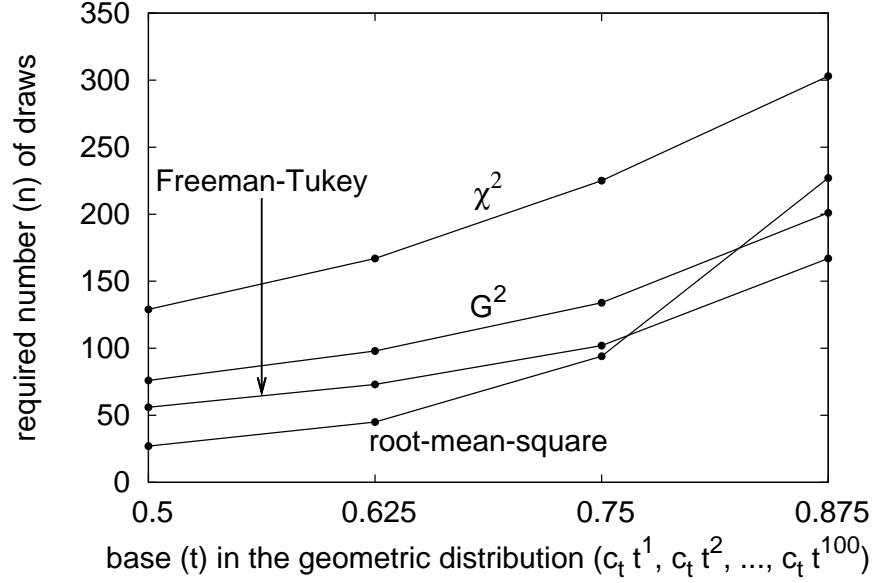 350
300
250
200
150
100
50
0
required number (n) of draws
Freeman-Tukey
χ²
G²
root-mean-square
0.5 0.625 0.75 0.875
base (t) in the geometric distribution (cₜ t¹, cₜ t², ..., cₜ t¹⁰⁰)